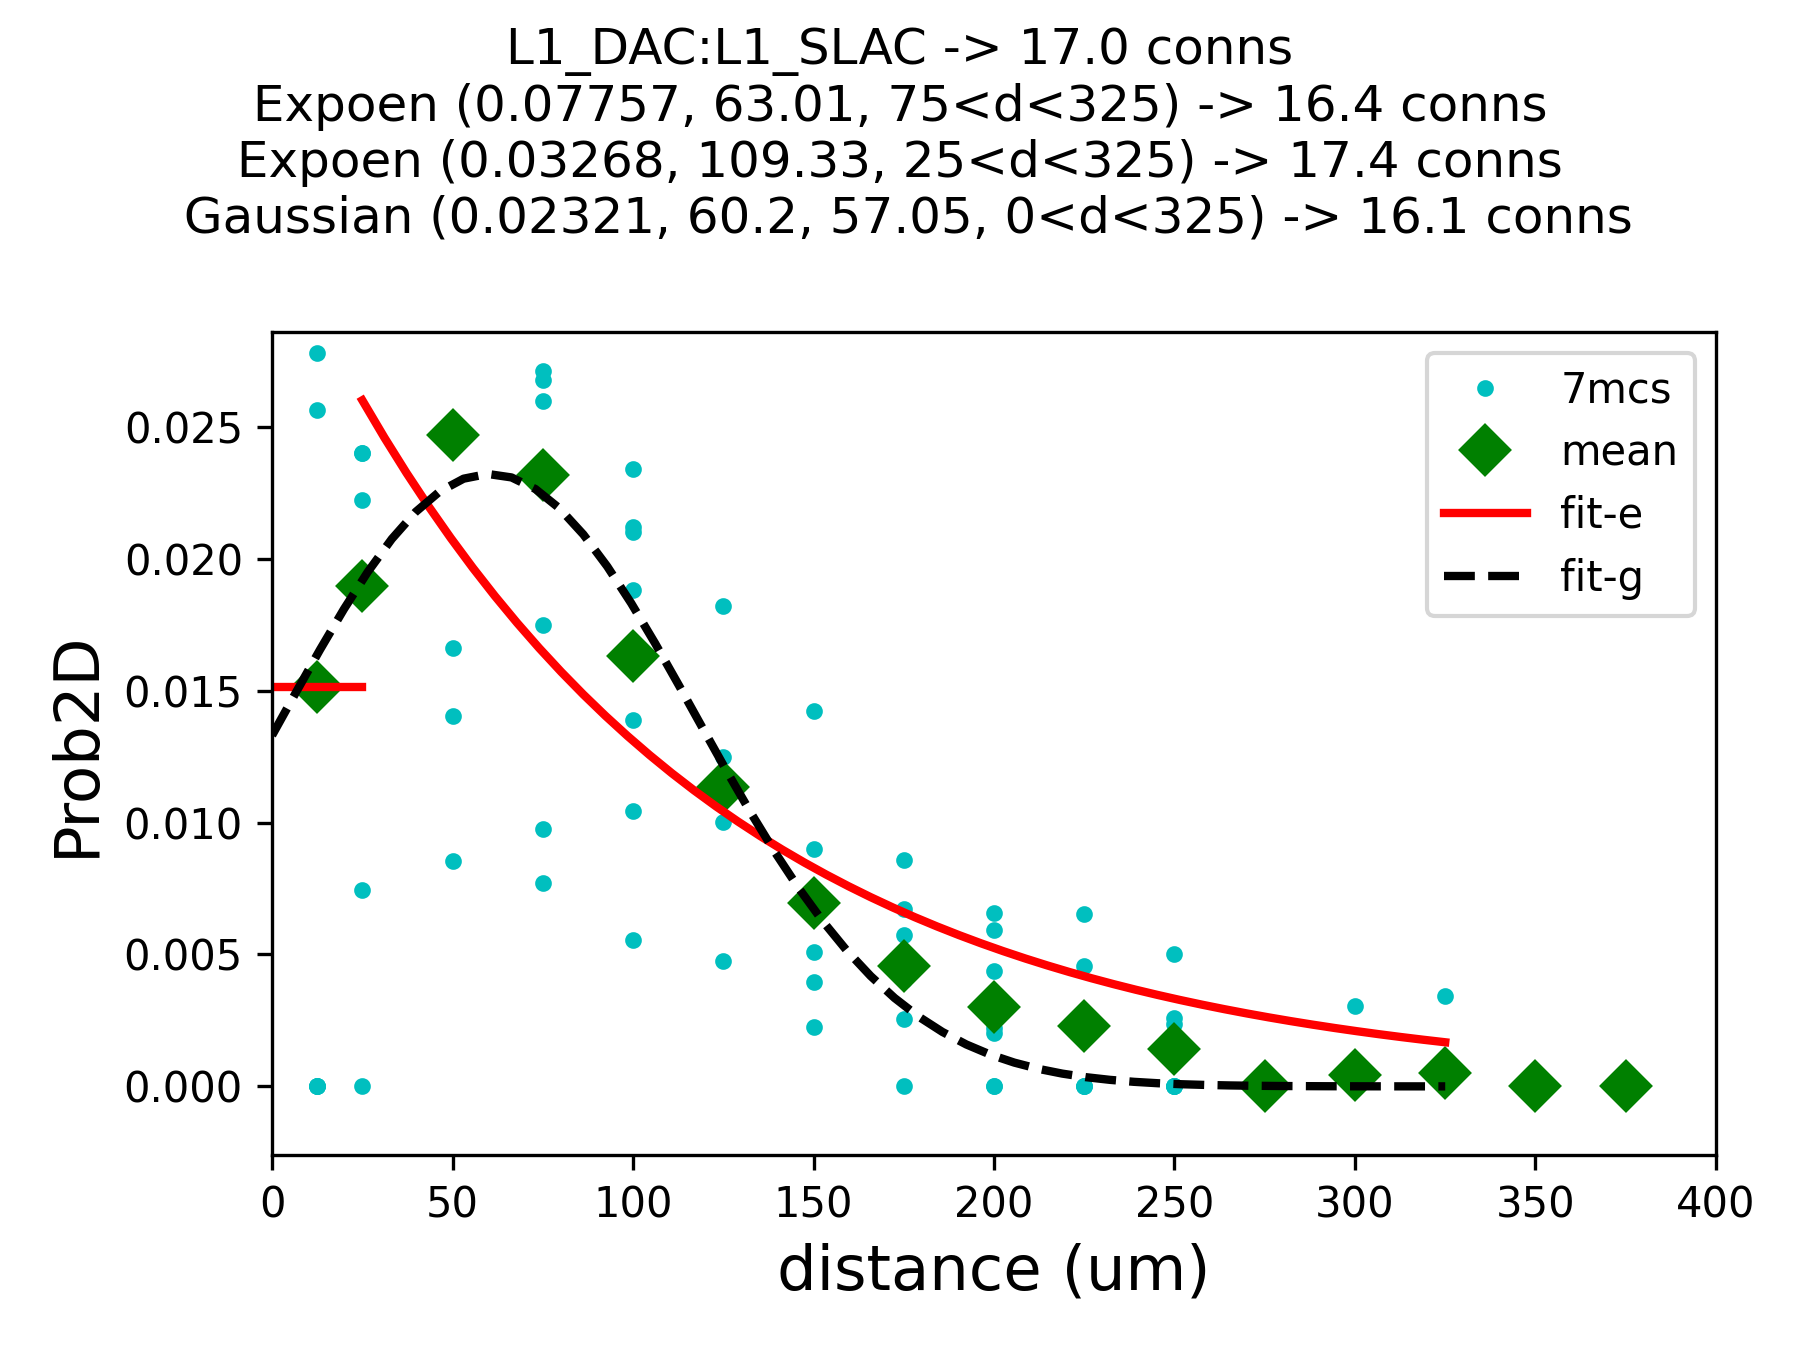 L1_DAC:L1_SLAC -> 17.0 conns
Expoen (0.07757, 63.01, 75<d<325) -> 16.4 conns
Expoen (0.03268, 109.33, 25<d<325) -> 17.4 conns
Gaussian (0.02321, 60.2, 57.05, 0<d<325) -> 16.1 conns
7mcs
mean
fit-e
fit-g
Prob2D
0.025
0.020
0.015
0.010
0.005
0.000
0 50 100 150 200 250 300 350 400
distance (um)